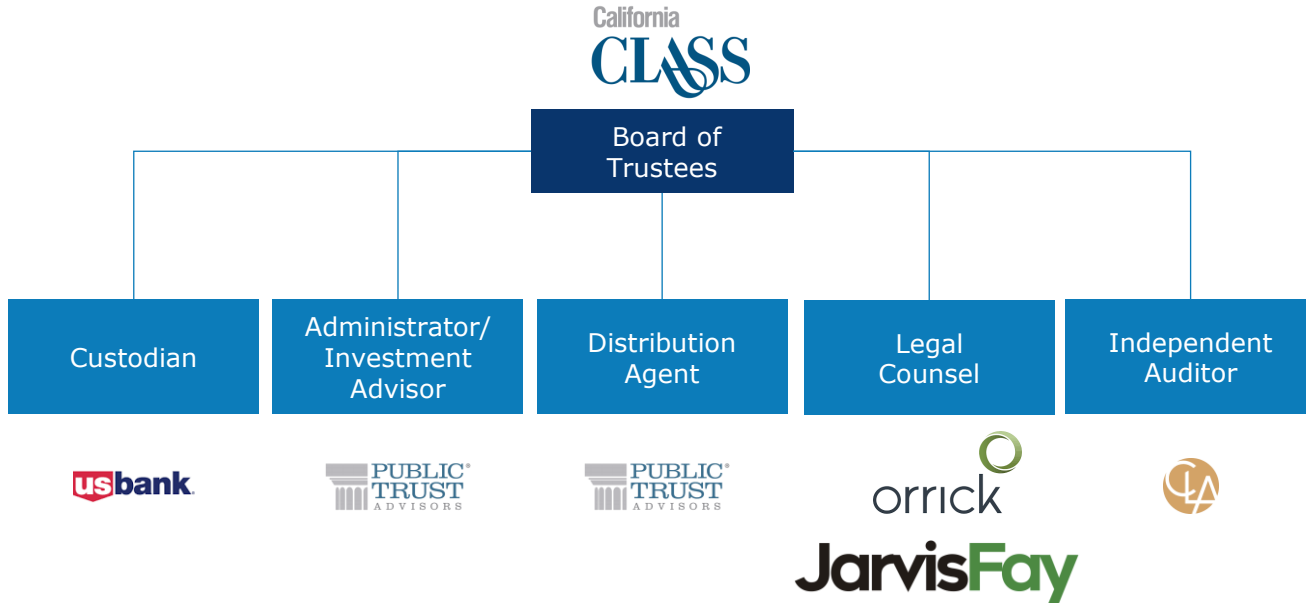 California
CLASS
Board of
Trustees
Custodian
Administrator/
Investment
Advisor
Distribution
Agent
Legal
Counsel
Independent
Auditor
usbank.
PUBLIC®
TRUST
ADVISORS
PUBLIC®
TRUST
ADVISORS
orrick
CLA
JarvisFay